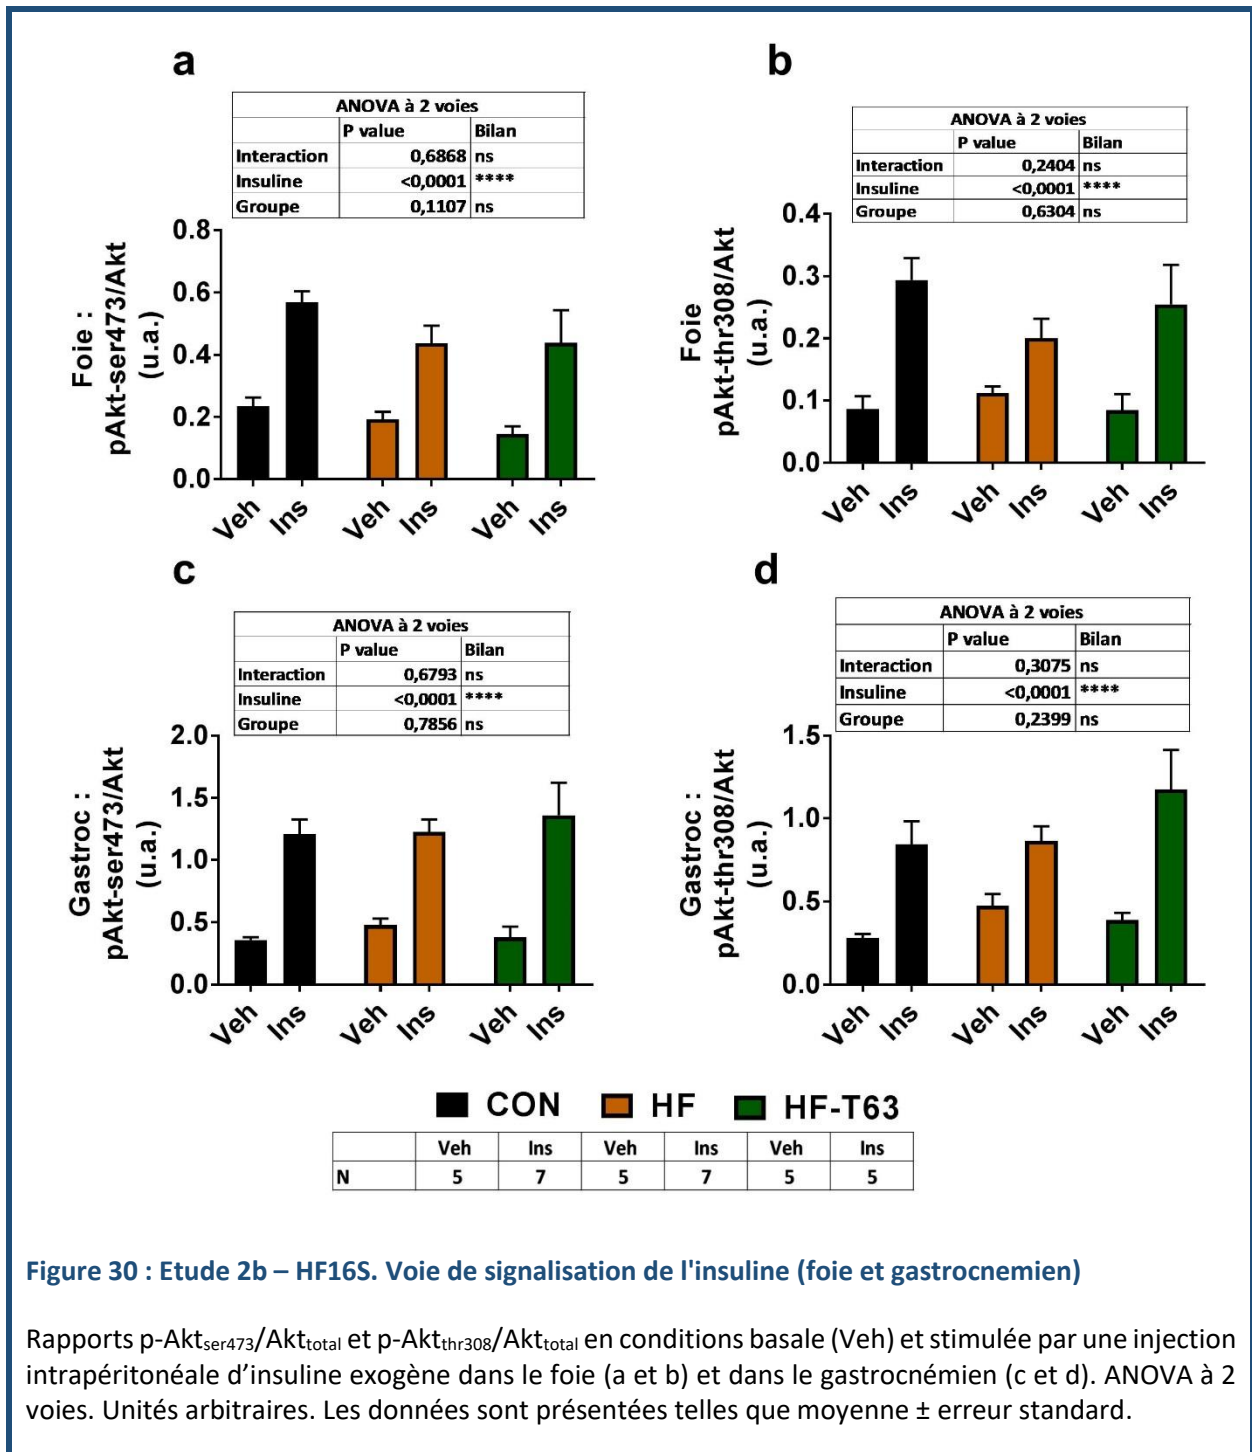 a
ANOVA à 2 voies
P value Bilan
Interaction 0,6868 ns
Insuline <0,0001 ****
Groupe 0,1107 ns
Foie :
pAkt-ser473/Akt
(u.a.)
0.8
0.6
0.4
0.2
0.0
Veh Ins Veh Ins Veh Ins
b
ANOVA à 2 voies
P value Bilan
Interaction 0,2404 ns
Insuline <0,0001 ****
Groupe 0,6304 ns
Foie
pAkt-thr308/Akt
(u.a.)
0.4
0.3
0.2
0.1
0.0
Veh Ins Veh Ins Veh Ins
c
ANOVA à 2 voies
P value Bilan
Interaction 0,6793 ns
Insuline <0,0001 ****
Groupe 0,7856 ns
Gastroc :
pAkt-ser473/Akt
(u.a.)
2.0
1.5
1.0
0.5
0.0
Veh Ins Veh Ins Veh Ins
d
ANOVA à 2 voies
P value Bilan
Interaction 0,3075 ns
Insuline <0,0001 ****
Groupe 0,2399 ns
Gastroc :
pAkt-thr308/Akt
(u.a.)
1.5
1.0
0.5
0.0
Veh Ins Veh Ins Veh Ins
CON HF HF-T63
Veh Ins Veh Ins Veh Ins
N 5 7 5 7 5 5
Figure 30 : Etude 2b – HF16S. Voie de signalisation de l'insuline (foie et gastrocnemien)
Rapports p-Aktser473/Akttotal et p-Aktthr308/Akttotal en conditions basale (Veh) et stimulée par une injection
intrapéritonéale d’insuline exogène dans le foie (a et b) et dans le gastrocnémien (c et d). ANOVA à 2
voies. Unités arbitraires. Les données sont présentées telles que moyenne ± erreur standard.